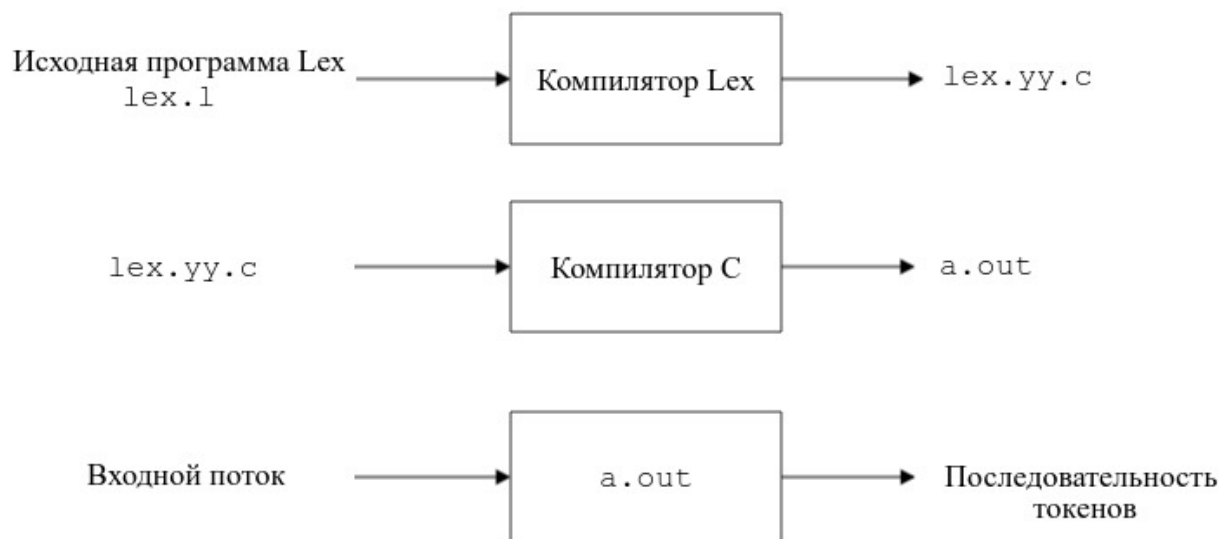 Исходная программа Lex
lex.l
Компилятор Lex
lex.yy.c
lex.yy.c
Компилятор C
a.out
Входной поток
a.out
Последовательность
токенов